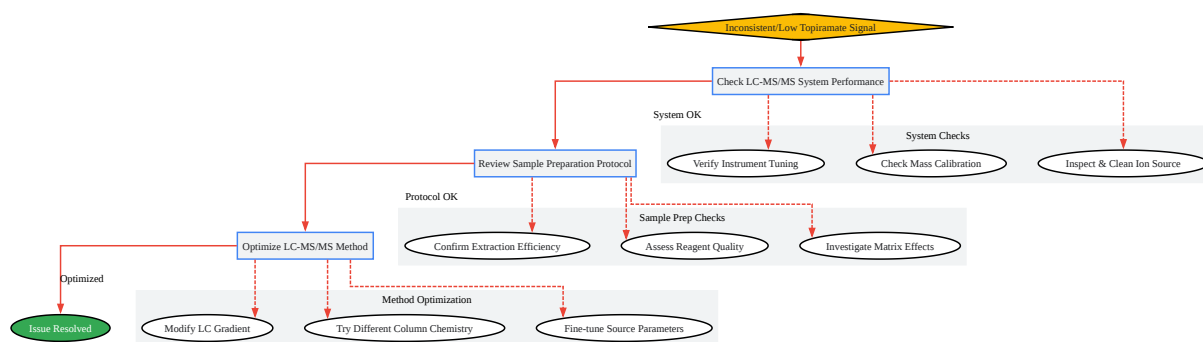 Inconsistent/Low Topiramate Signal
Check LC-MS/MS System Performance
System OK
System Checks
Verify Instrument Tuning
Check Mass Calibration
Inspect & Clean Ion Source
Review Sample Preparation Protocol
Protocol OK
Sample Prep Checks
Confirm Extraction Efficiency
Assess Reagent Quality
Investigate Matrix Effects
Optimize LC-MS/MS Method
Optimized
Method Optimization
Issue Resolved
Modify LC Gradient
Try Different Column Chemistry
Fine-tune Source Parameters